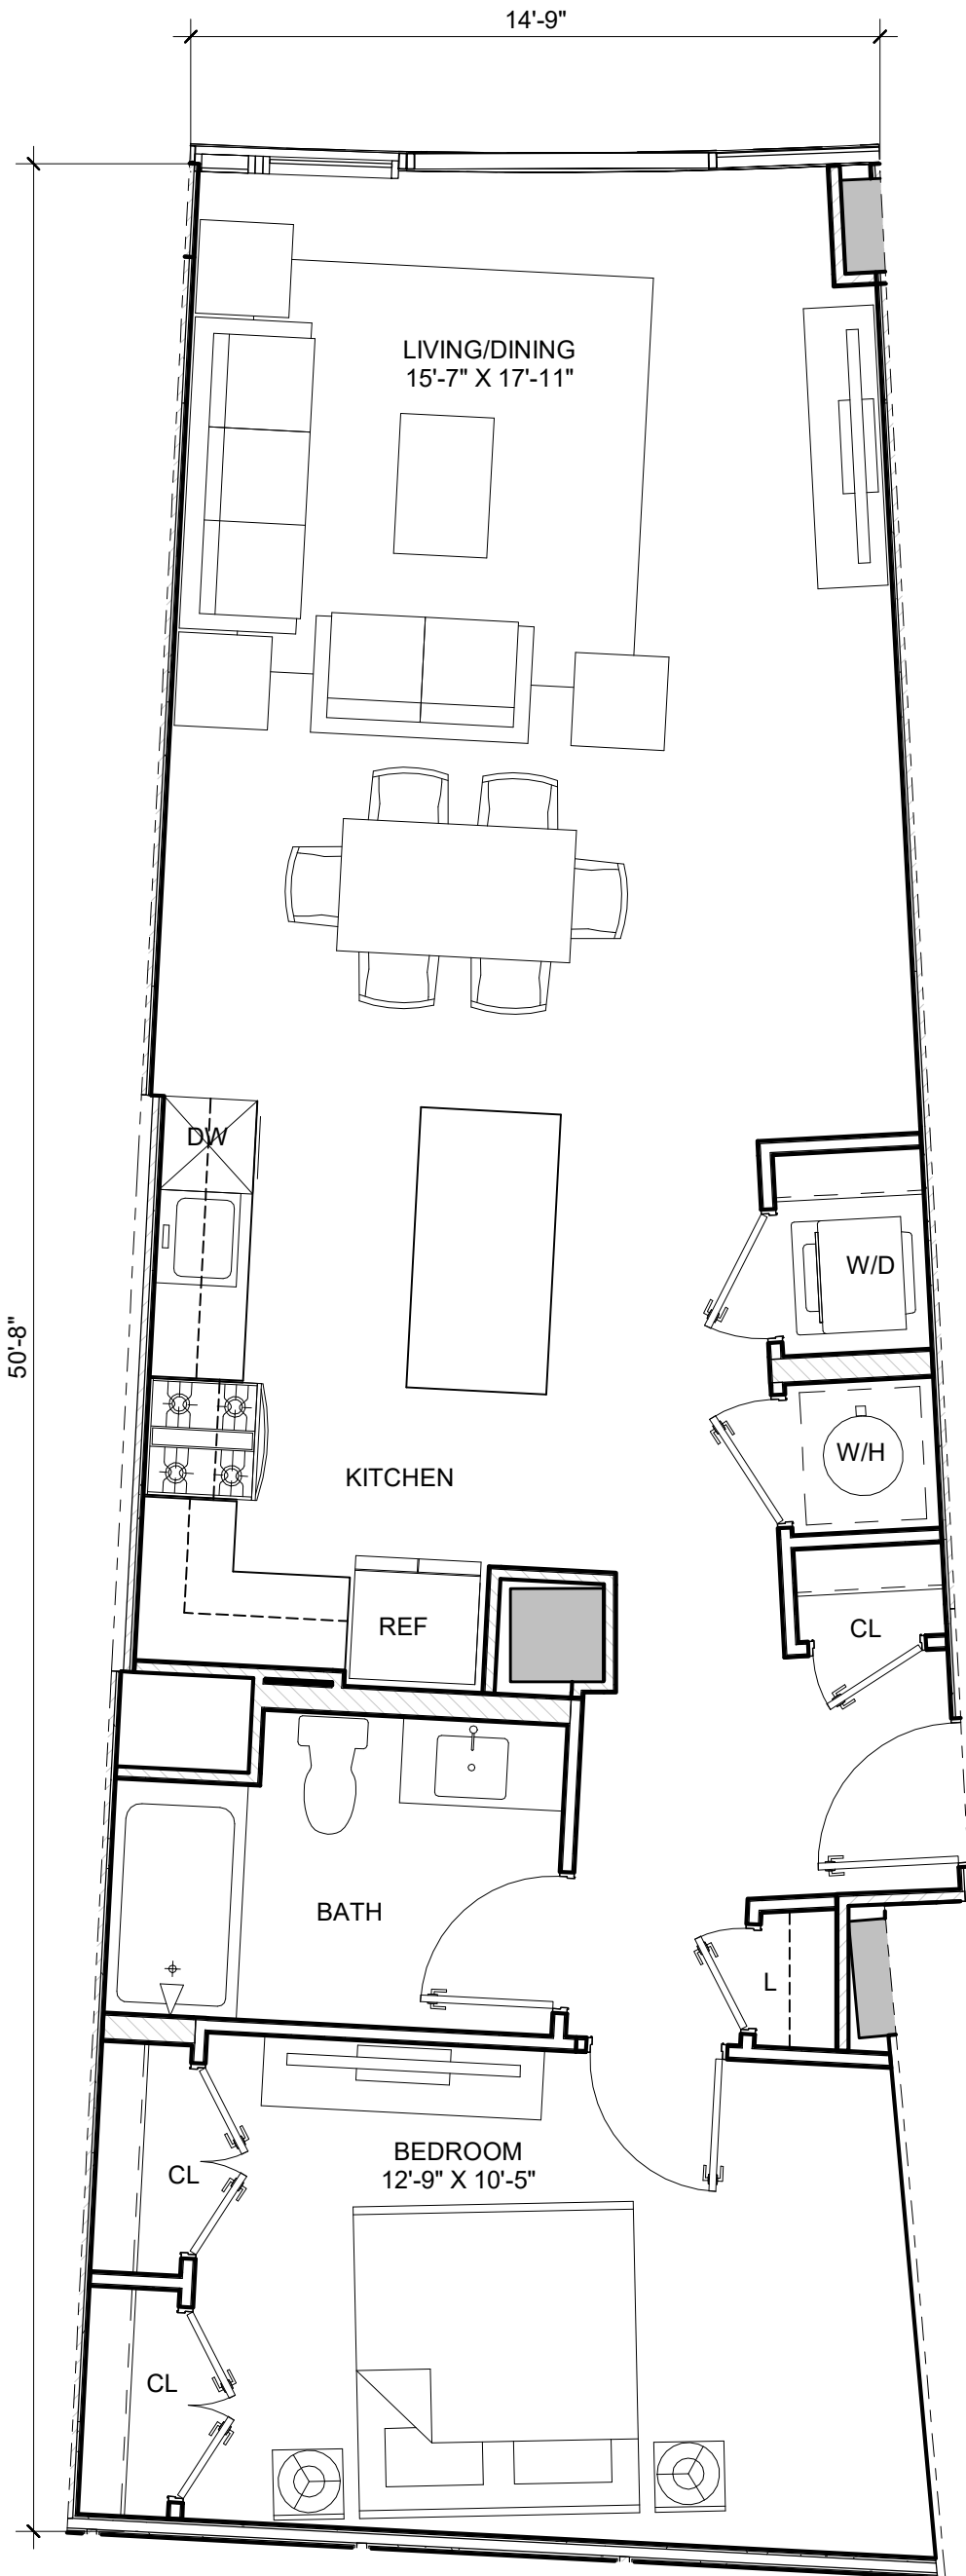 14'-9"
LIVING/DINING
15'-7" X 17'-11"
DW
W/D
50'-8"
W/H
KITCHEN
REF
CL
BATH
L
BEDROOM
12'-9" X 10'-5"
CL
CL